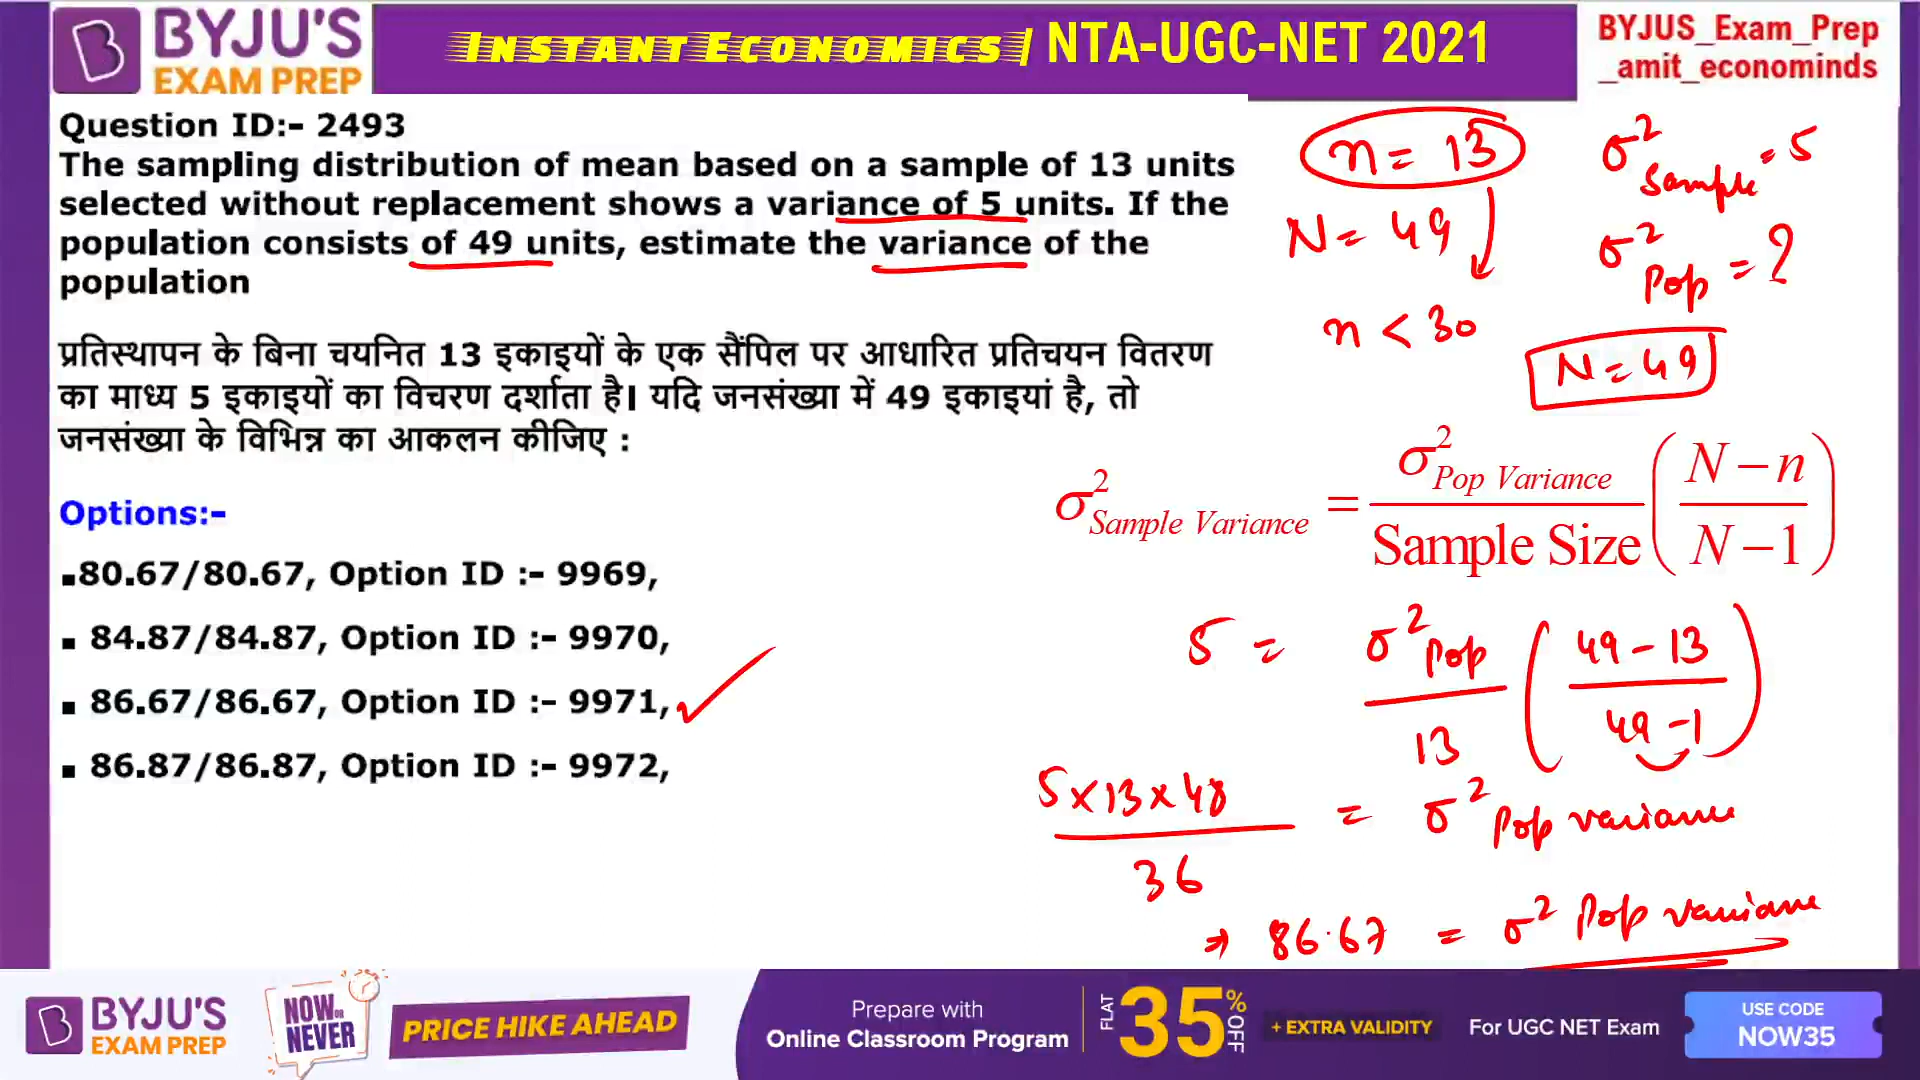 BYJU'S
EXAM PREP
INSTANT ECONOMICS / NTA-UGC-NET 2021
BYJUS_Exam_Prep
_amit_econominds
Question ID:- 2493
The sampling distribution of mean based on a sample of 13 units
selected without replacement shows a variance of 5 units. If the
population consists of 49 units, estimate the variance of the
population
प्रतिस्थापन के बिना चयनित 13 इकाइयों के एक सैंपिल पर आधारित प्रतिचयन वितरण
का माध्य 5 इकाइयों का विचरण दर्शाता है। यदि जनसंख्या में 49 इकाइयां है, तो
जनसंख्या के विभिन्न का आकलन कीजिए :
Options:-
▪80.67/80.67, Option ID :- 9969,
▪ 84.87/84.87, Option ID :- 9970,
▪ 86.67/86.67, Option ID :- 9971,
▪ 86.87/86.87, Option ID :- 9972,
n = 13
N = 49
n < 30
σ² Sample = 5
σ² Pop = ?
N = 49
σ² Sample Variance = σ² Pop Variance / Sample Size ( N − n / N − 1 )
5 = σ² Pop / 13 ( 49 - 13 / 49 - 1 )
5 x 13 x 48 / 36 = σ² Pop variance
→ 86.67 = σ² Pop variance
BYJU'S
EXAM PREP
NOW OR
NEVER
PRICE HIKE AHEAD
Prepare with
Online Classroom Program
FLAT 35% OFF
+ EXTRA VALIDITY
For UGC NET Exam
USE CODE
NOW35